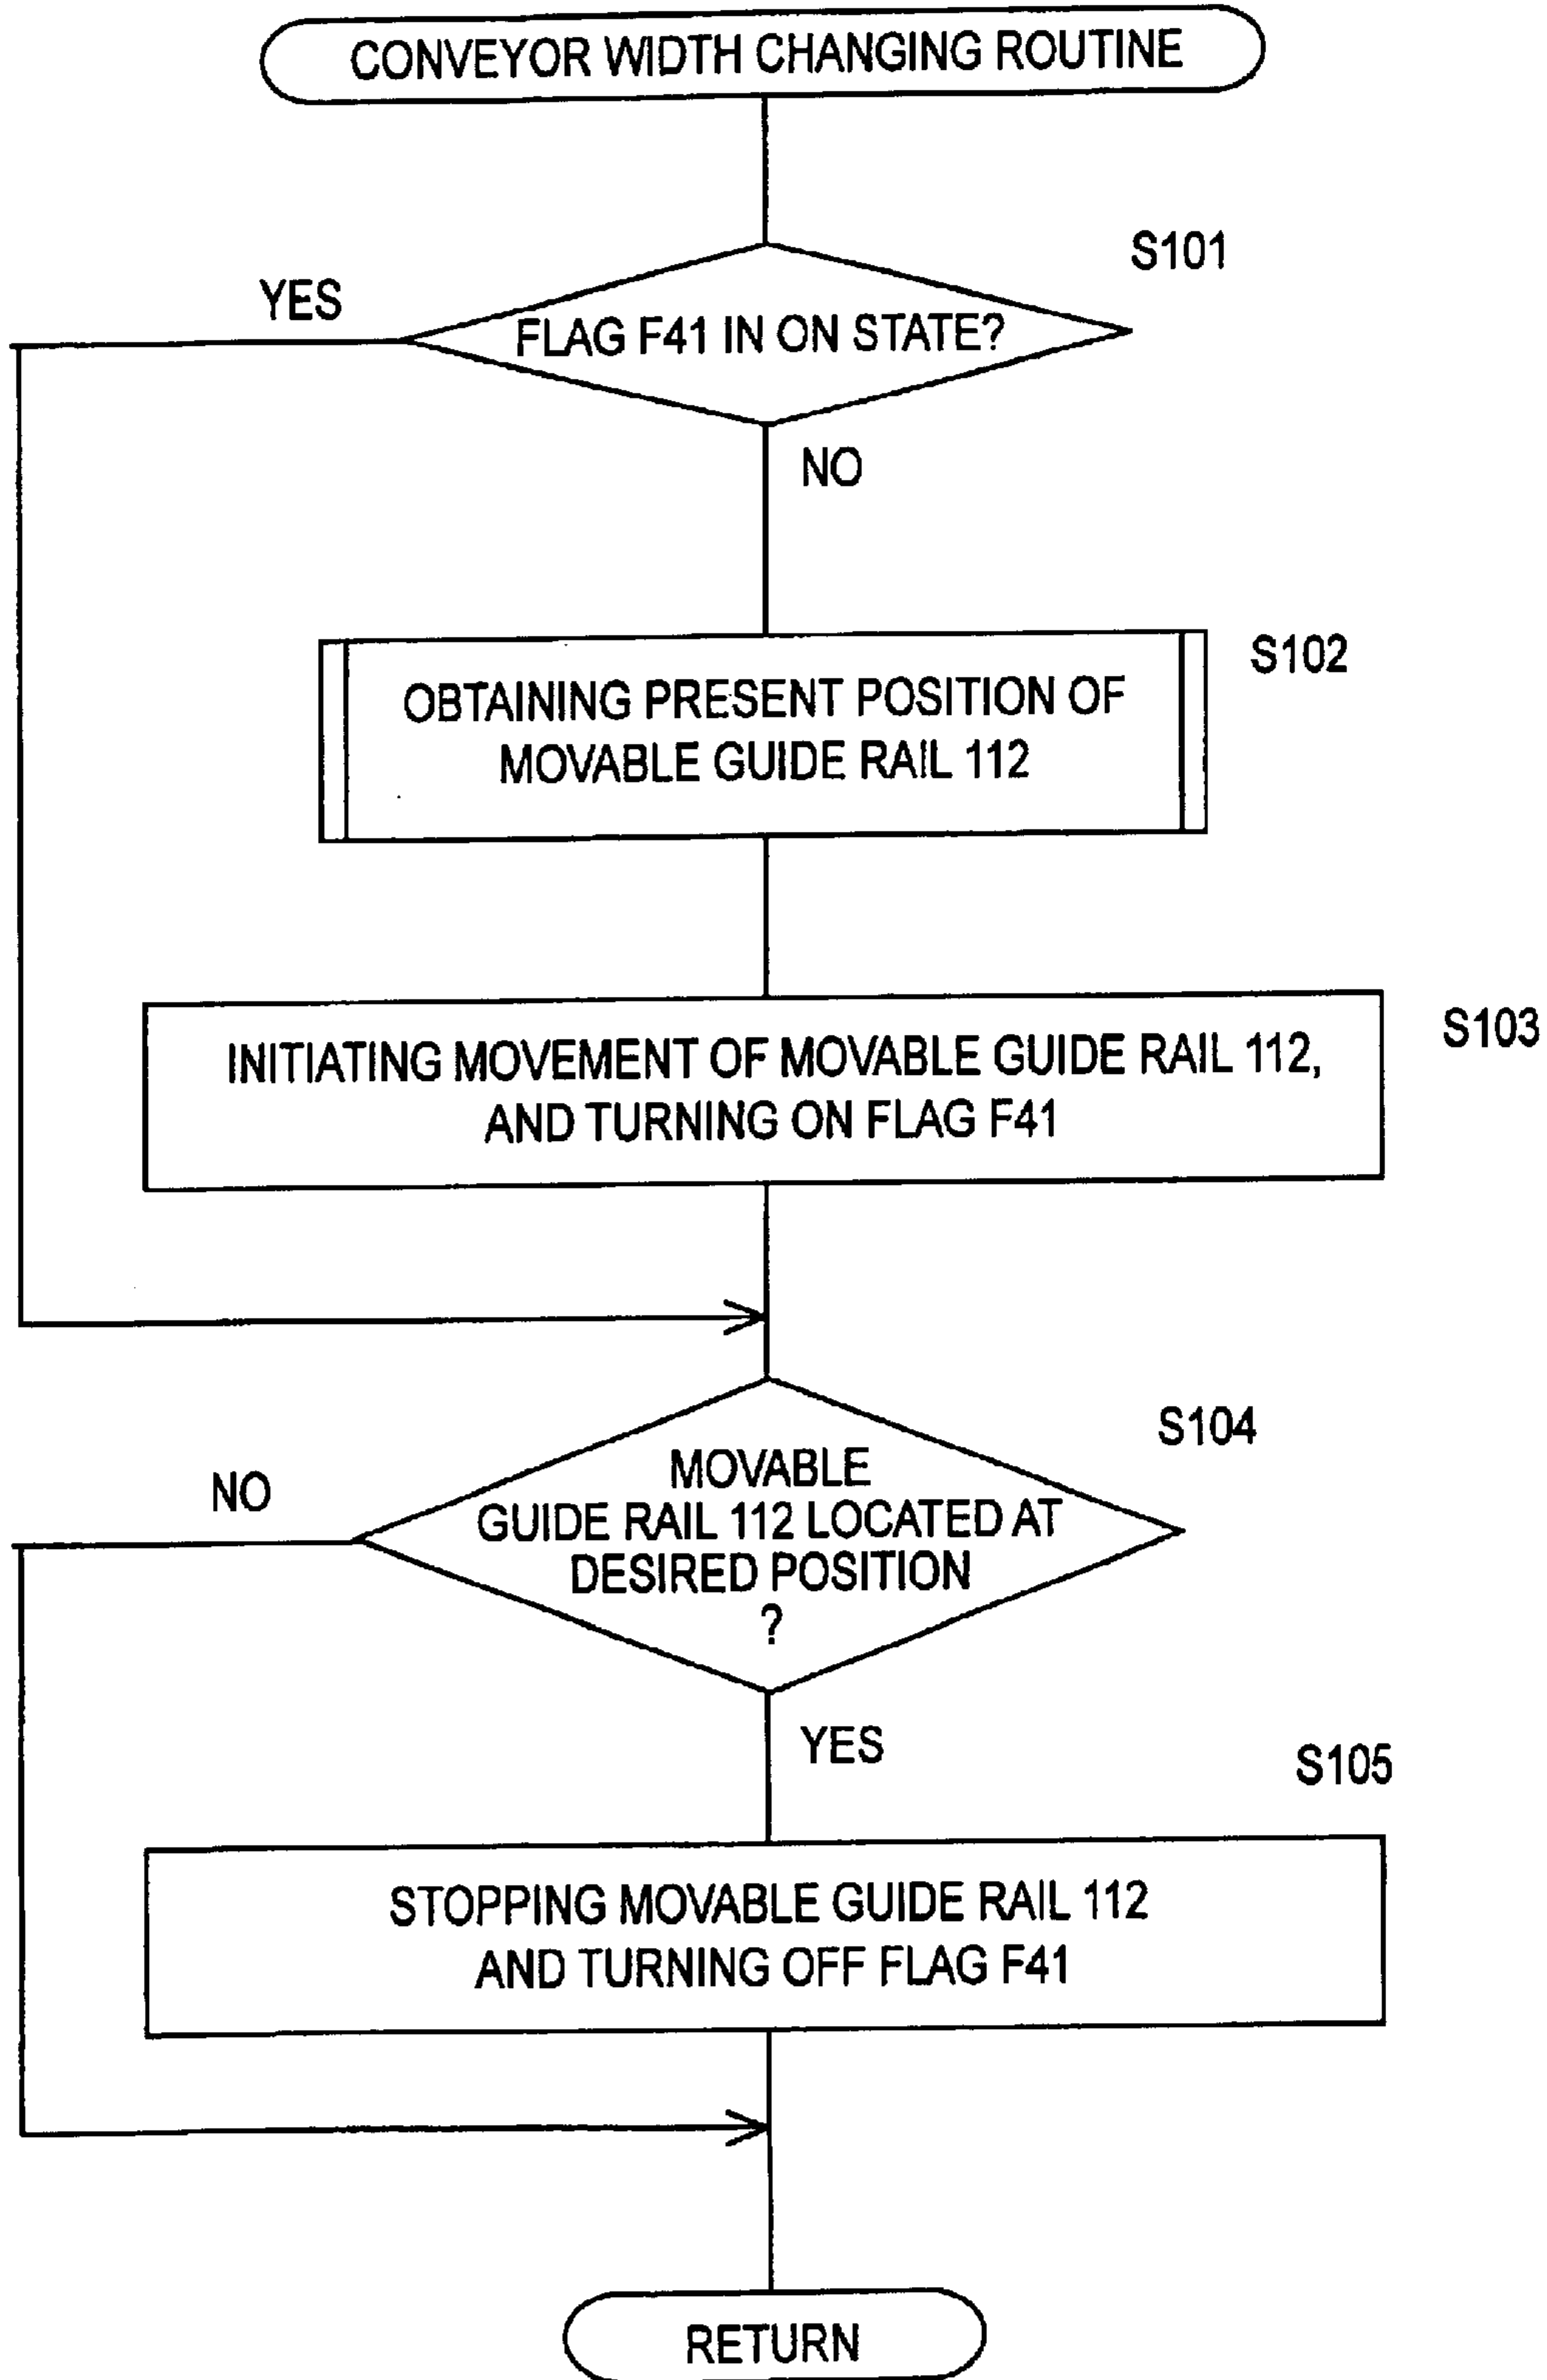 CONVEYOR WIDTH CHANGING ROUTINE
S101
YES
FLAG F41 IN ON STATE?
NO
S102
OBTAINING PRESENT POSITION OF
MOVABLE GUIDE RAIL 112
S103
INITIATING MOVEMENT OF MOVABLE GUIDE RAIL 112,
AND TURNING ON FLAG F41
S104
NO
MOVABLE
GUIDE RAIL 112 LOCATED AT
DESIRED POSITION
?
YES
S105
STOPPING MOVABLE GUIDE RAIL 112
AND TURNING OFF FLAG F41
RETURN